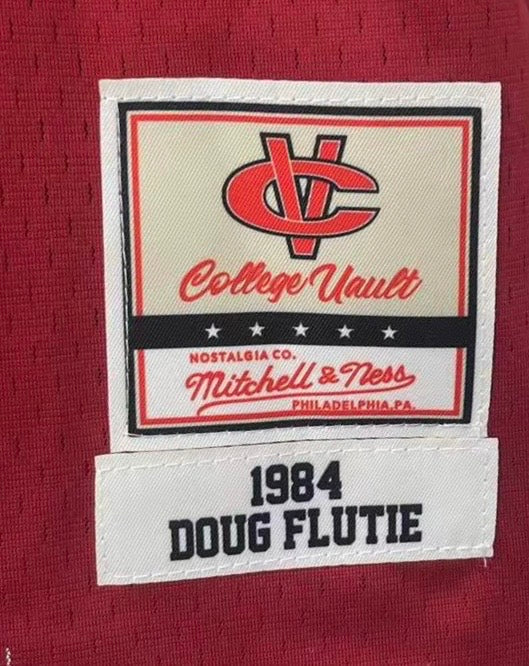 VC
College Vault
NOSTALGIA CO.
Mitchell & Ness
PHILADELPHIA, PA.
1984
DOUG FLUTIE